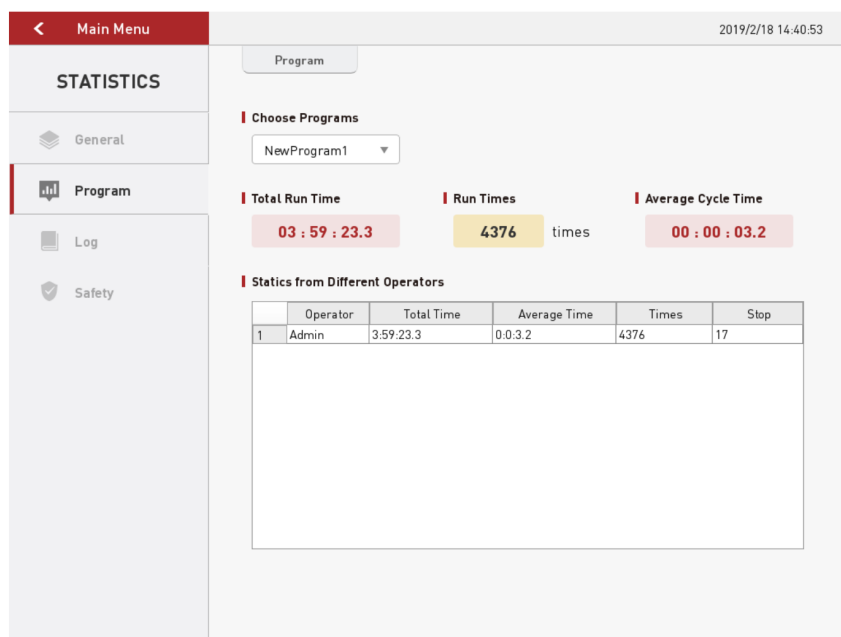 Main Menu
2019/2/18 14:40:53
STATISTICS
General
Program
Log
Safety
Program
Choose Programs
NewProgram1
Total Run Time
Run Times
Average Cycle Time
03 : 59 : 23.3
4376 times
00 : 00 : 03.2
Statics from Different Operators
Operator Total Time Average Time Times Stop
1 Admin 3:59:23.3 0:0:3.2 4376 17